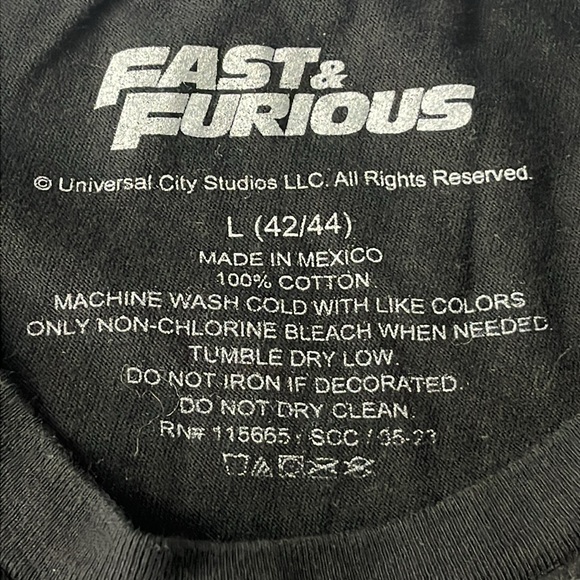 FAST &
FURIOUS
© Universal City Studios LLC. All Rights Reserved.
L (42/44)
MADE IN MEXICO
100% COTTON
MACHINE WASH COLD WITH LIKE COLORS
ONLY NON-CHLORINE BLEACH WHEN NEEDED.
TUMBLE DRY LOW.
DO NOT IRON IF DECORATED.
DO NOT DRY CLEAN.
RN# 115665 - SCC / 05-23